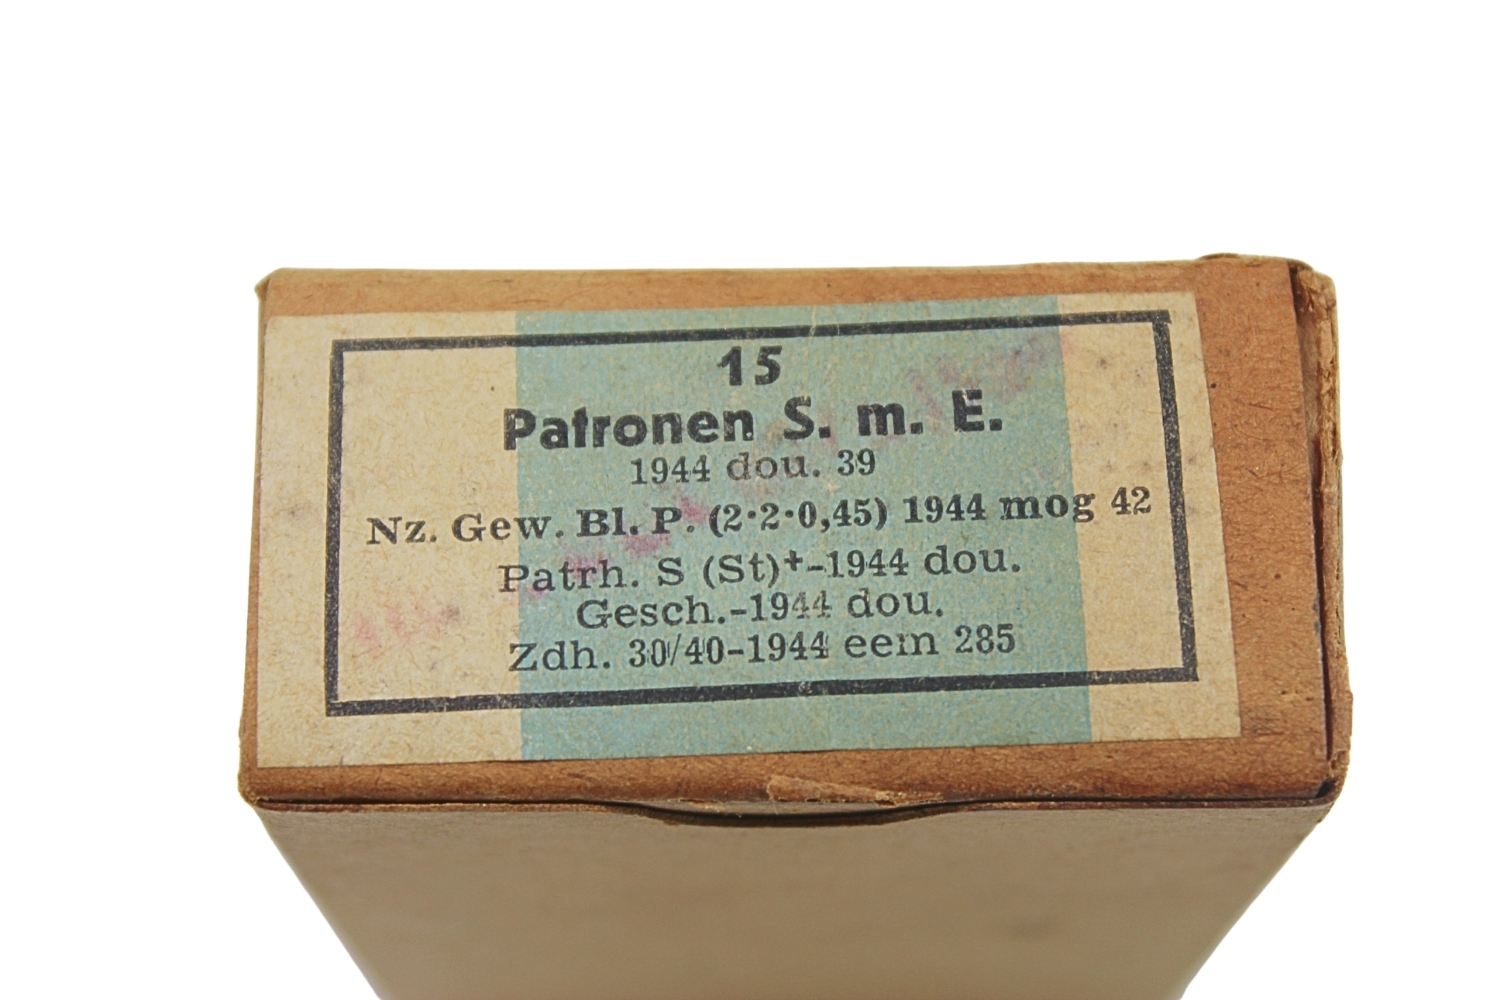 15
Patronen S. m. E.
1944 dou. 39
Nz. Gew. Bl. P. (2·2·0,45) 1944 mog 42
Patrh. S (St)+-1944 dou.
Gesch.-1944 dou.
Zdh. 30/40-1944 eem 285